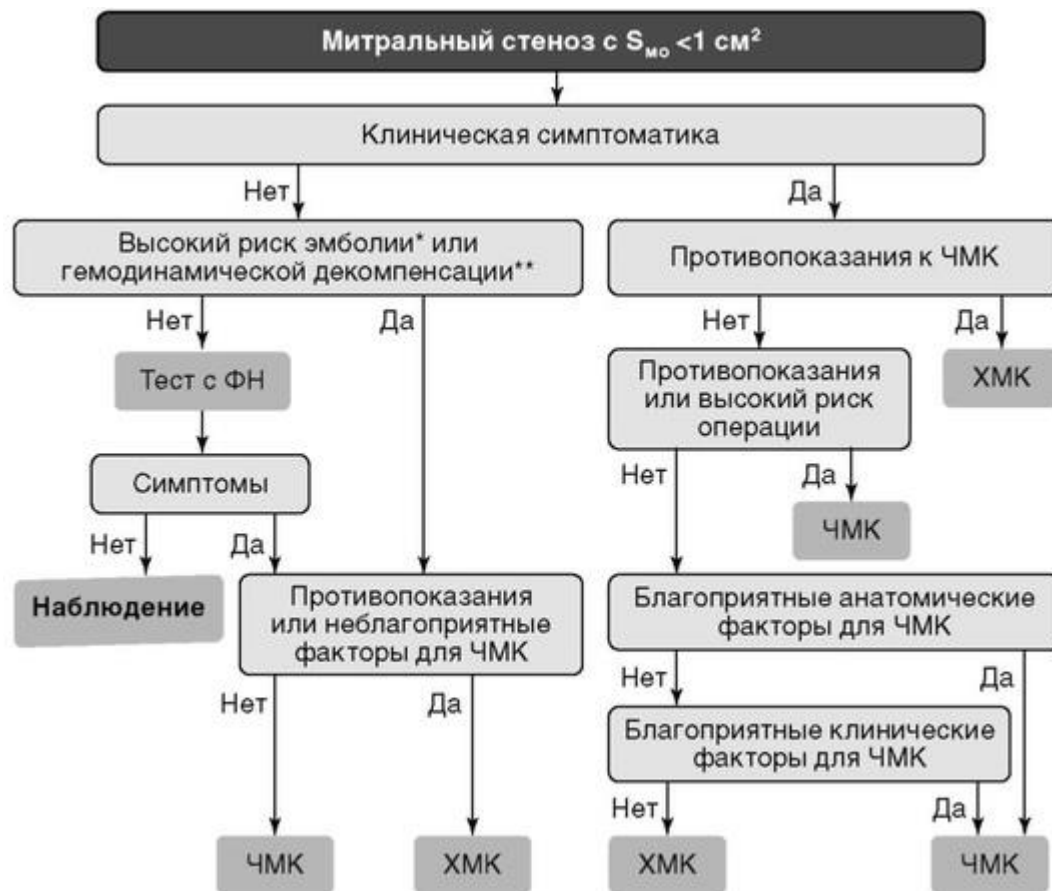 Митральный стеноз с Sмо <1 см²
Клиническая симптоматика
Нет
Да
Высокий риск эмболии* или
гемодинамической декомпенсации**
Противопоказания к ЧМК
Нет
Да
Нет
Да
Тест с ФН
Противопоказания
или высокий риск
операции
ХМК
Симптомы
Нет
Да
ЧМК
Нет
Да
Наблюдение
Противопоказания
или неблагоприятные
факторы для ЧМК
Благоприятные анатомические
факторы для ЧМК
Нет
Да
Нет
Да
Благоприятные клинические
факторы для ЧМК
Нет
Да
ЧМК
ХМК
ХМК
ЧМК